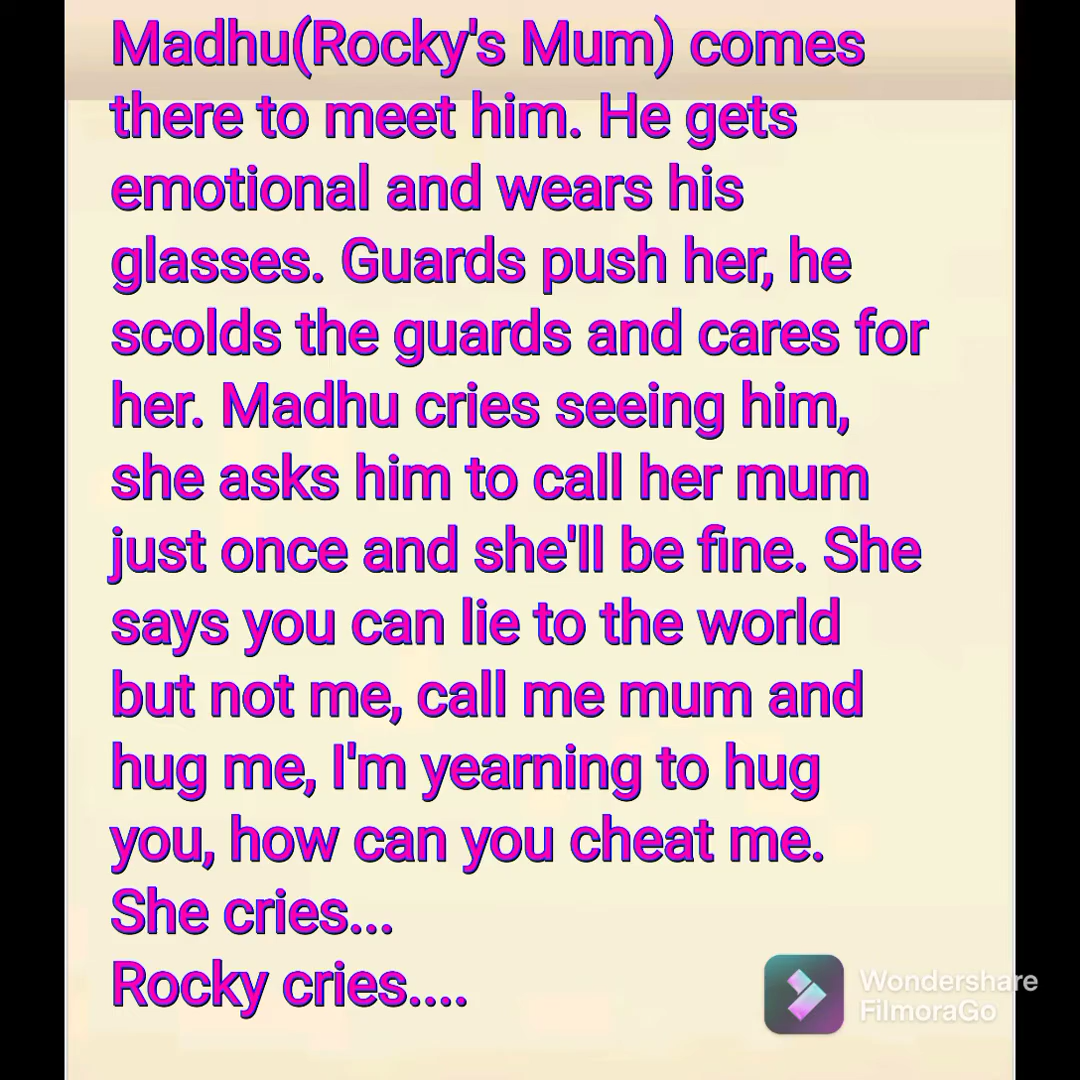 Madhu(Rocky's Mum) comes
there to meet him. He gets
emotional and wears his
glasses. Guards push her, he
scolds the guards and cares for
her. Madhu cries seeing him,
she asks him to call her mum
just once and she'll be fine. She
says you can lie to the world
but not me, call me mum and
hug me, I'm yearning to hug
you, how can you cheat me.
She cries...
Rocky cries....
Wondershare
FilmoraGo